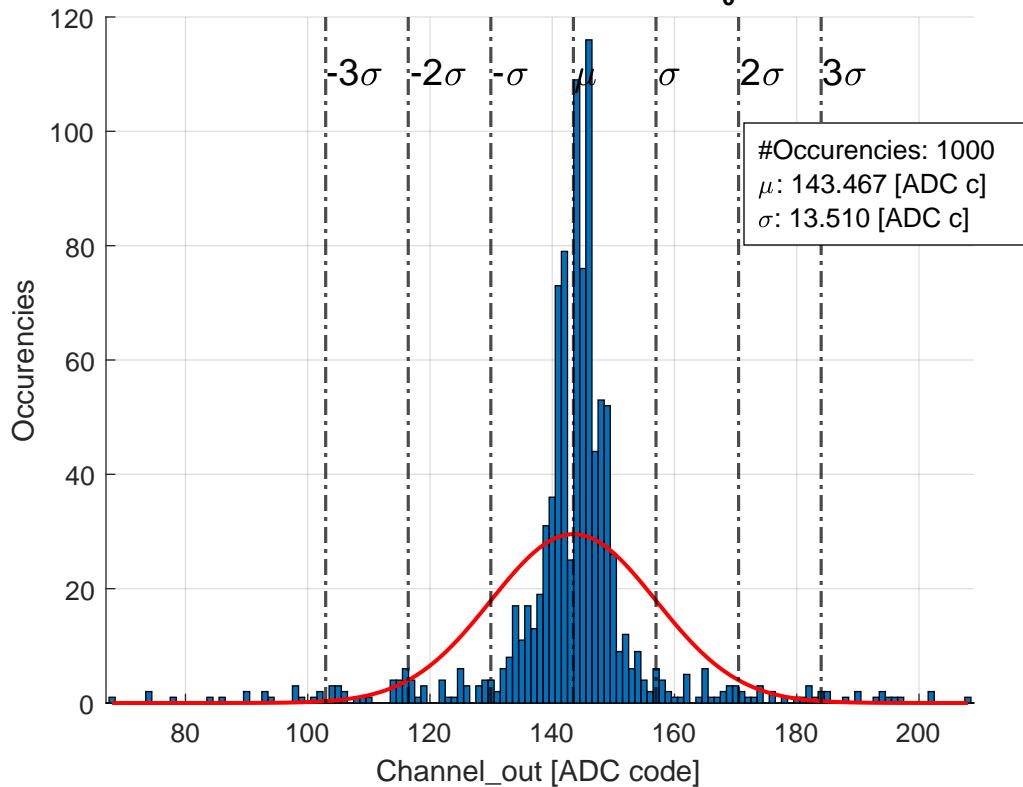 120
-3σ -2σ -σ μ σ 2σ 3σ
100
#Occurencies: 1000
μ: 143.467 [ADC c]
σ: 13.510 [ADC c]
80
60
Occurencies
40
20
0
80 100 120 140 160 180 200
Channel_out [ADC code]